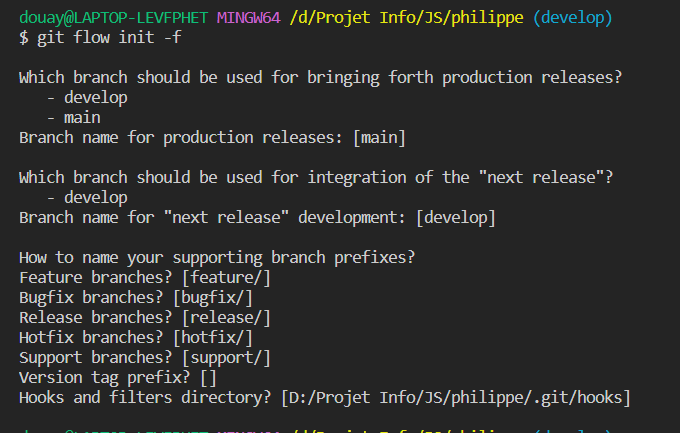 douay@LAPTOP-LEVFPHET MINGW64 /d/Projet Info/JS/philippe (develop)
$ git flow init -f
Which branch should be used for bringing forth production releases?
- develop
- main
Branch name for production releases: [main]
Which branch should be used for integration of the "next release"?
- develop
Branch name for "next release" development: [develop]
How to name your supporting branch prefixes?
Feature branches? [feature/]
Bugfix branches? [bugfix/]
Release branches? [release/]
Hotfix branches? [hotfix/]
Support branches? [support/]
Version tag prefix? []
Hooks and filters directory? [D:/Projet Info/JS/philippe/.git/hooks]